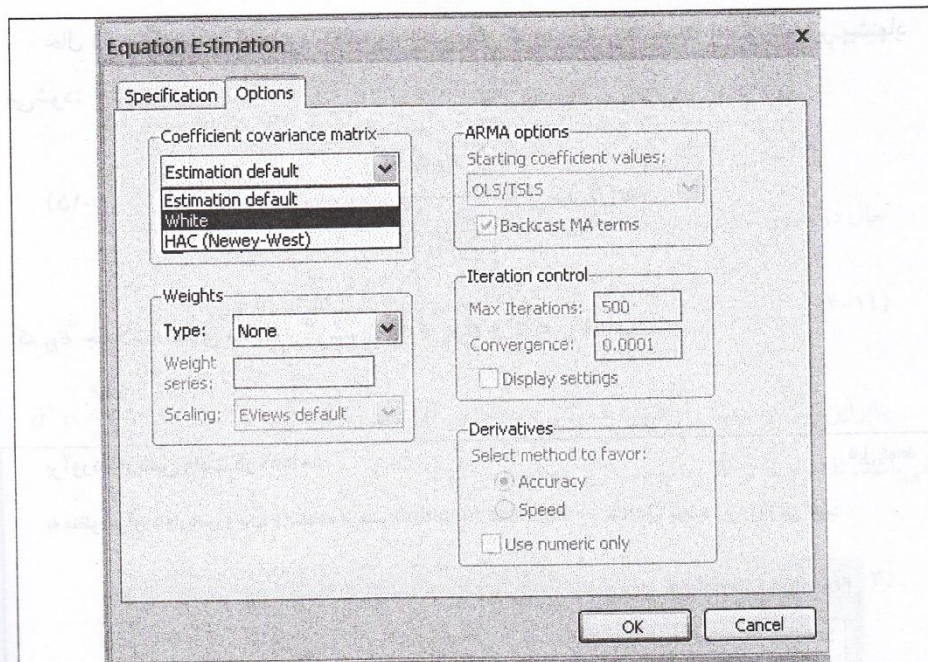 Equation Estimation
x
Specification
Options
Coefficient covariance matrix
Estimation default
Estimation default
White
HAC (Newey-West)
Weights
Type: None
Weight series:
Scaling: EViews default
ARMA options
Starting coefficient values:
OLS/TSLS
Backcast MA terms
Iteration control
Max Iterations: 500
Convergence: 0.0001
Display settings
Derivatives
Select method to favor:
Accuracy
Speed
Use numeric only
OK
Cancel